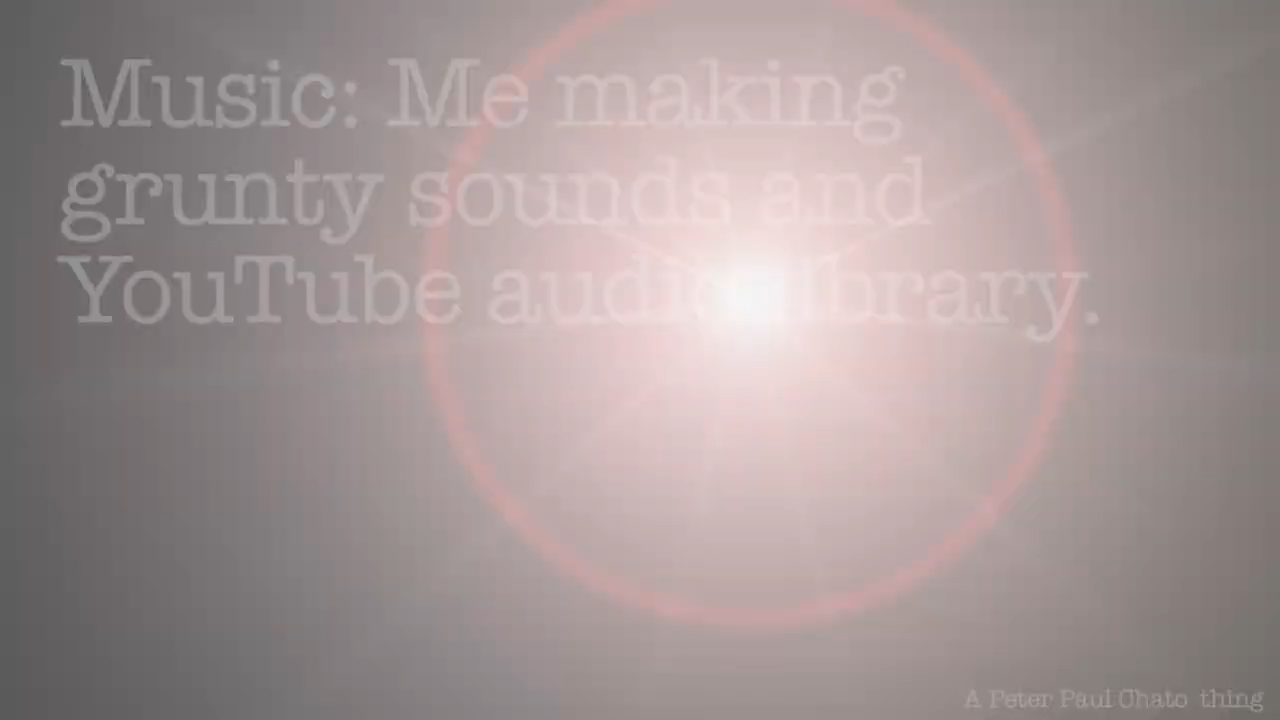 Music: Me making
grunty sounds and
YouTube audio library.
A Peter Paul Chato thing